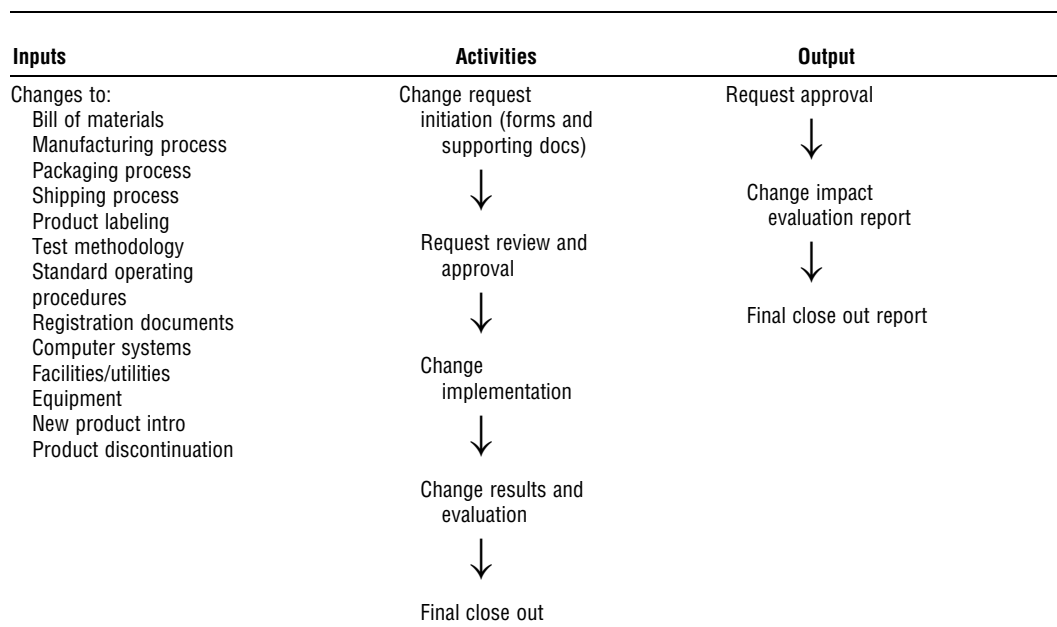 Inputs
Activities
Output
Changes to:
Bill of materials
Manufacturing process
Packaging process
Shipping process
Product labeling
Test methodology
Standard operating
procedures
Registration documents
Computer systems
Facilities/utilities
Equipment
New product intro
Product discontinuation
Change request
initiation (forms and
supporting docs)
Request review and
approval
Change
implementation
Change results and
evaluation
Final close out
Request approval
Change impact
evaluation report
Final close out report